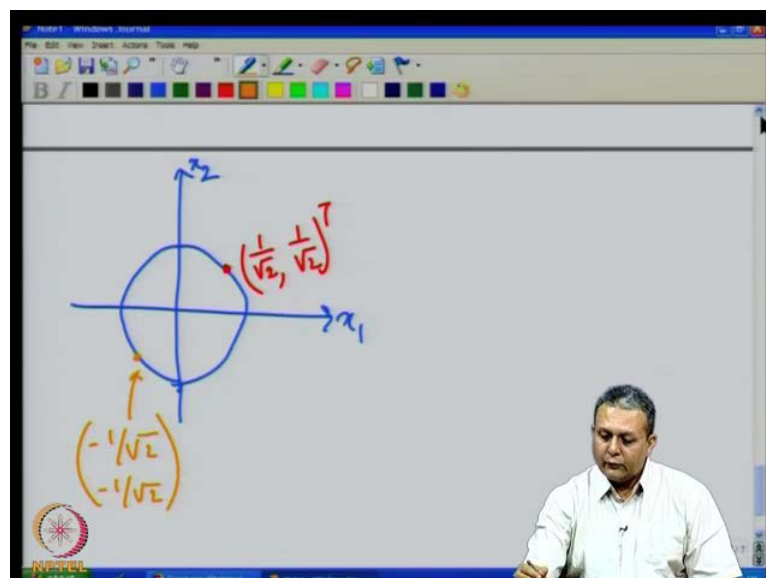 Note1 - Windows Journal
File Edit View Insert Actions Tools Help
B I
x₂
(1/√2, 1/√2)ᵀ
x₁
(-1/√2
-1/√2)
NPTEL